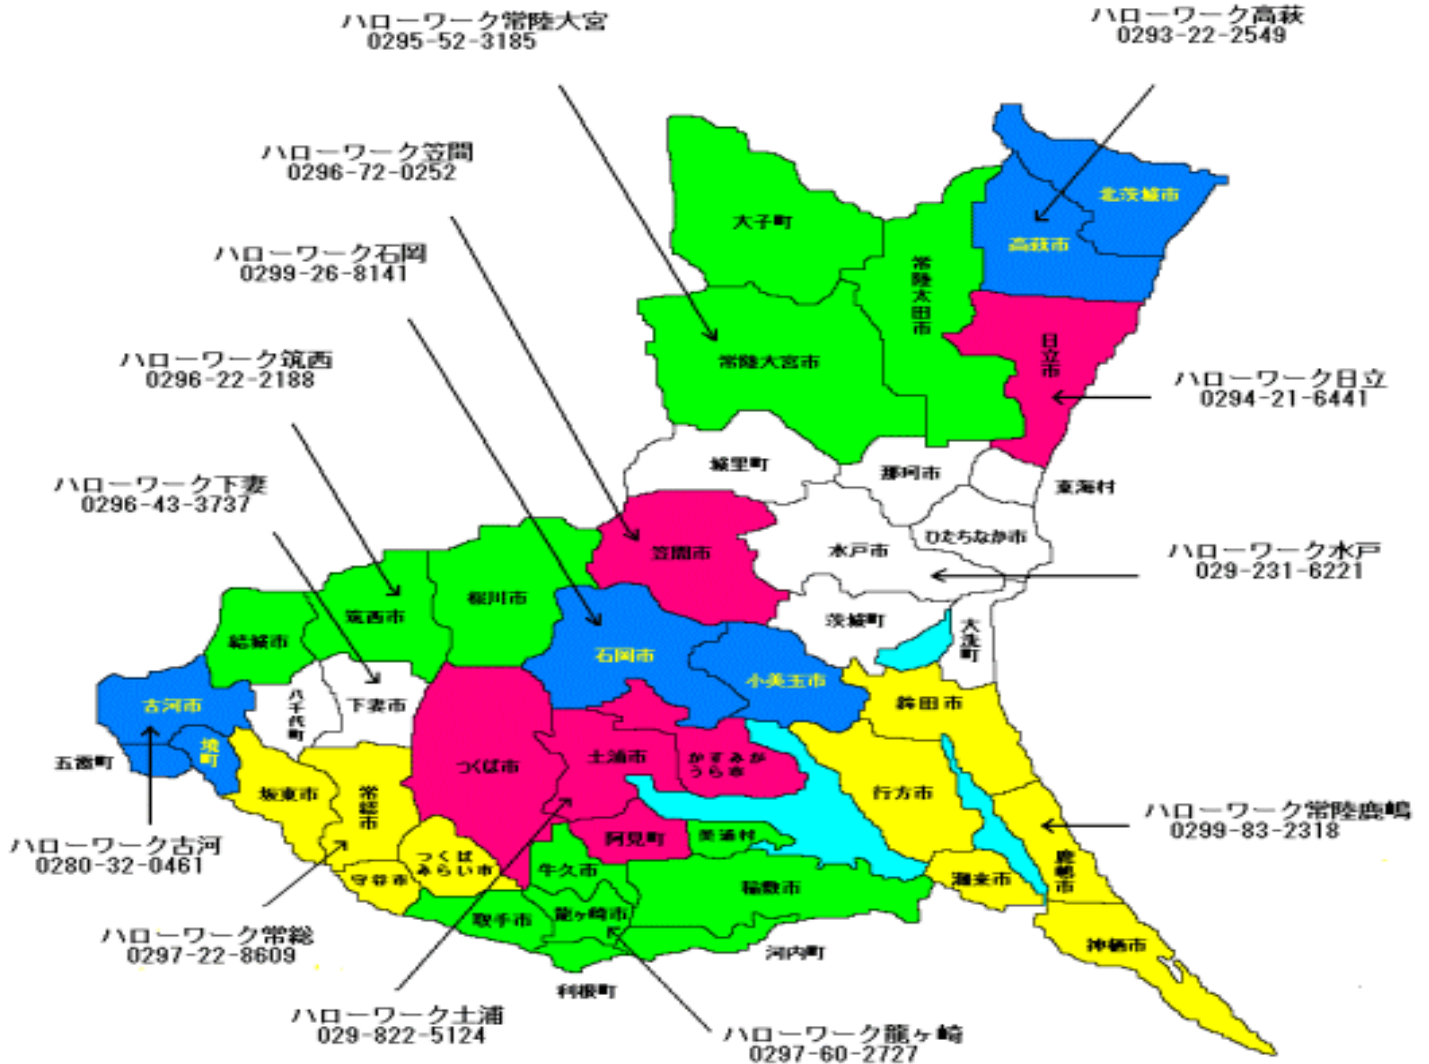 ハローワーク常陸大宮
0295-52-3185
ハローワーク高萩
0293-22-2549
ハローワーク笠間
0296-72-0252
ハローワーク石岡
0299-26-8141
ハローワーク筑西
0296-22-2188
ハローワーク下妻
0296-43-3737
ハローワーク日立
0294-21-6441
ハローワーク水戸
029-231-6221
ハローワーク常陸鹿嶋
0299-83-2318
ハローワーク古河
0280-32-0461
ハローワーク常総
0297-22-8609
ハローワーク土浦
029-822-5124
ハローワーク龍ヶ崎
0297-60-2727
大子町
常陸太田市
北茨城市
高萩市
常陸大宮市
日立市
城里町
那珂市
東海村
笠間市
水戸市
ひたちなか市
茨城町
大洗町
桜川市
筑西市
結城市
石岡市
小美玉市
鉾田市
古河市
八千代町
下妻市
五霞町
境町
坂東市
常総市
つくば市
土浦市
かすみが
うら市
行方市
阿見町
美浦村
守谷市
つくば
みらい市
牛久市
稲敷市
潮来市
鹿嶋市
取手市
龍ヶ崎市
河内町
利根町
神栖市